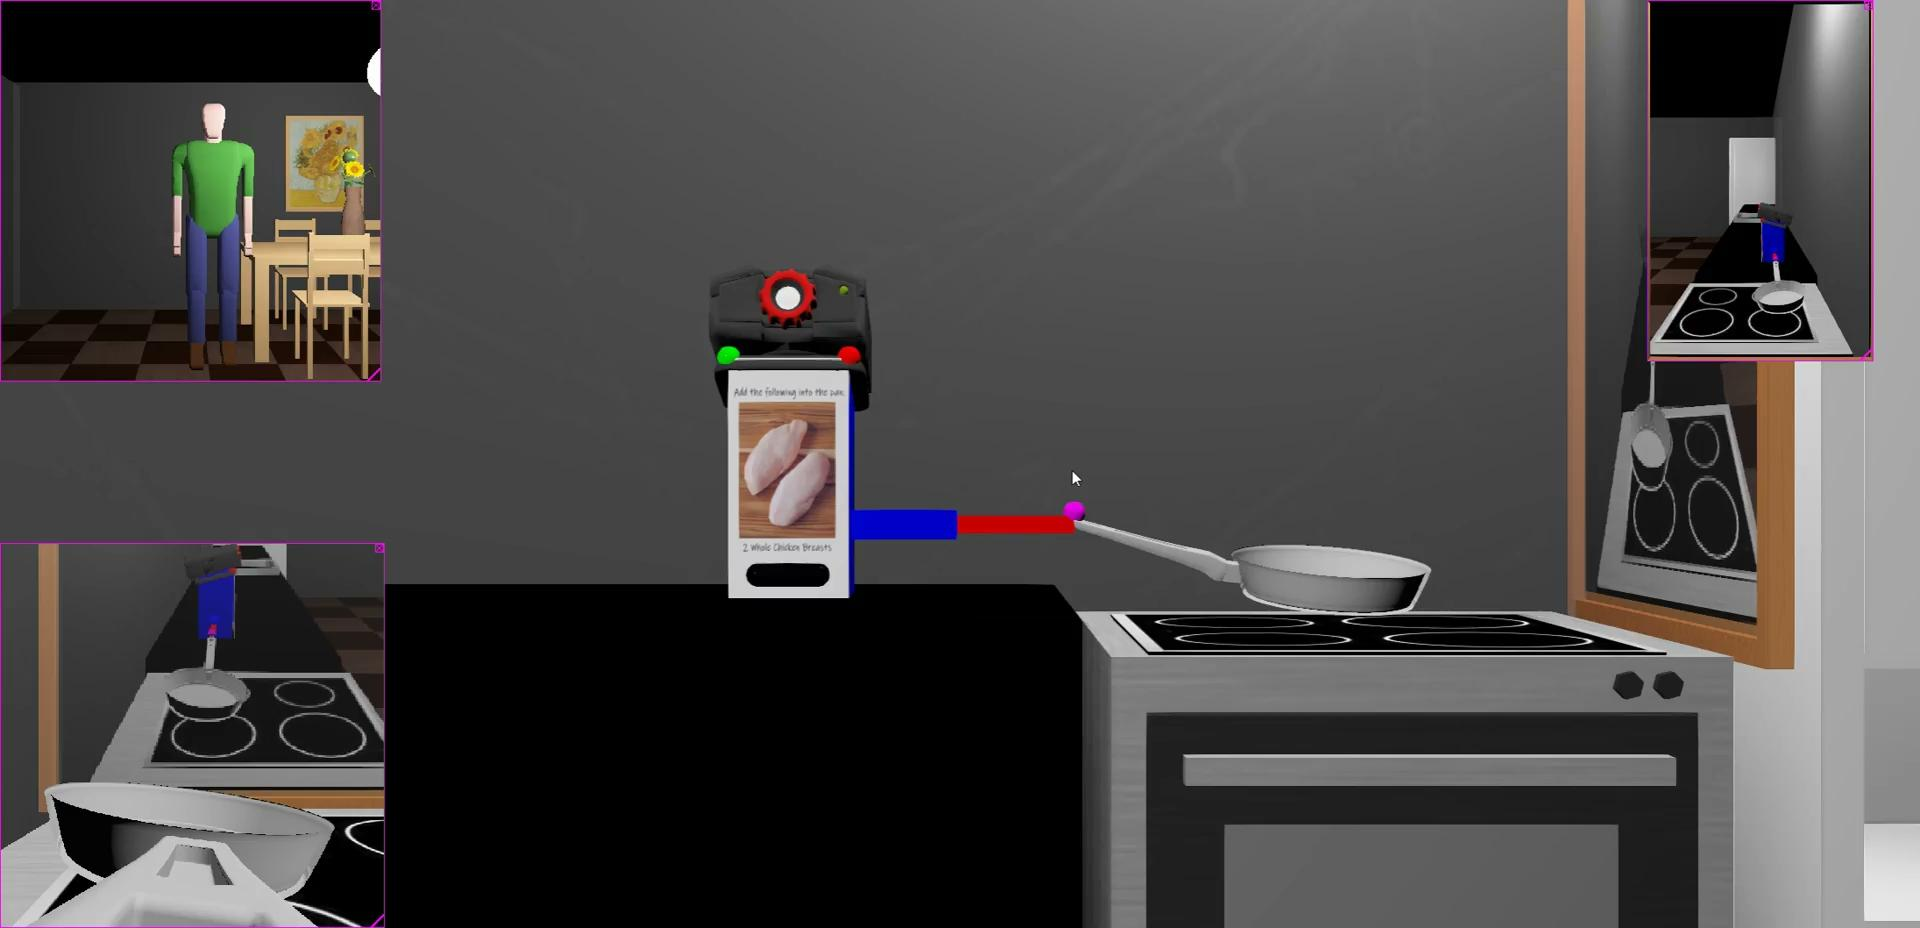 Add the following into the pan:
2 Whole Chicken Breasts